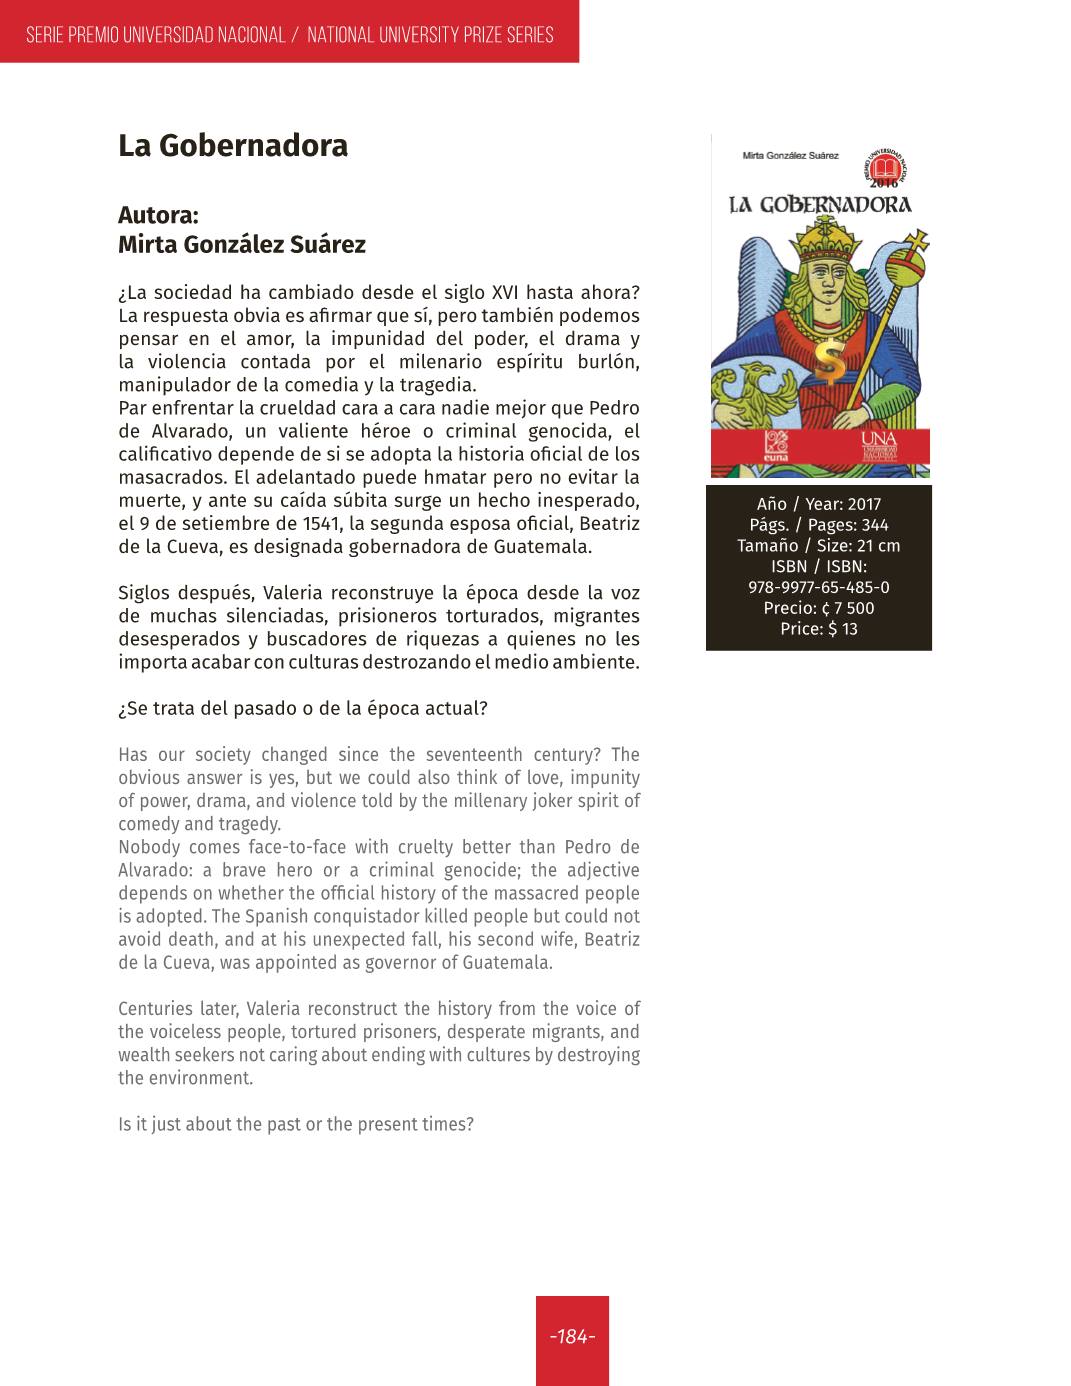 SERIE PREMIO UNIVERSIDAD NACIONAL / NATIONAL UNIVERSITY PRIZE SERIES
La Gobernadora
Autora:
Mirta González Suárez
¿La sociedad ha cambiado desde el siglo XVI hasta ahora?
La respuesta obvia es afirmar que sí, pero también podemos
pensar en el amor, la impunidad del poder, el drama y
la violencia contada por el milenario espíritu burlón,
manipulador de la comedia y la tragedia.
Par enfrentar la crueldad cara a cara nadie mejor que Pedro
de Alvarado, un valiente héroe o criminal genocida, el
calificativo depende de si se adopta la historia oficial de los
masacrados. El adelantado puede hmatar pero no evitar la
muerte, y ante su caída súbita surge un hecho inesperado,
el 9 de setiembre de 1541, la segunda esposa oficial, Beatriz
de la Cueva, es designada gobernadora de Guatemala.
Siglos después, Valeria reconstruye la época desde la voz
de muchas silenciadas, prisioneros torturados, migrantes
desesperados y buscadores de riquezas a quienes no les
importa acabar con culturas destrozando el medio ambiente.
¿Se trata del pasado o de la época actual?
Has our society changed since the seventeenth century? The
obvious answer is yes, but we could also think of love, impunity
of power, drama, and violence told by the millenary joker spirit of
comedy and tragedy.
Nobody comes face-to-face with cruelty better than Pedro de
Alvarado: a brave hero or a criminal genocide; the adjective
depends on whether the official history of the massacred people
is adopted. The Spanish conquistador killed people but could not
avoid death, and at his unexpected fall, his second wife, Beatriz
de la Cueva, was appointed as governor of Guatemala.
Centuries later, Valeria reconstruct the history from the voice of
the voiceless people, tortured prisoners, desperate migrants, and
wealth seekers not caring about ending with cultures by destroying
the environment.
Is it just about the past or the present times?
Mirta González Suárez
PREMIO UNIVERSIDAD NACIONAL
2016
LA GOBERNADORA
$
euna
UNA
UNIVERSIDAD
NACIONAL
Año / Year: 2017
Págs. / Pages: 344
Tamaño / Size: 21 cm
ISBN / ISBN:
978-9977-65-485-0
Precio: ¢ 7 500
Price: $ 13
-184-